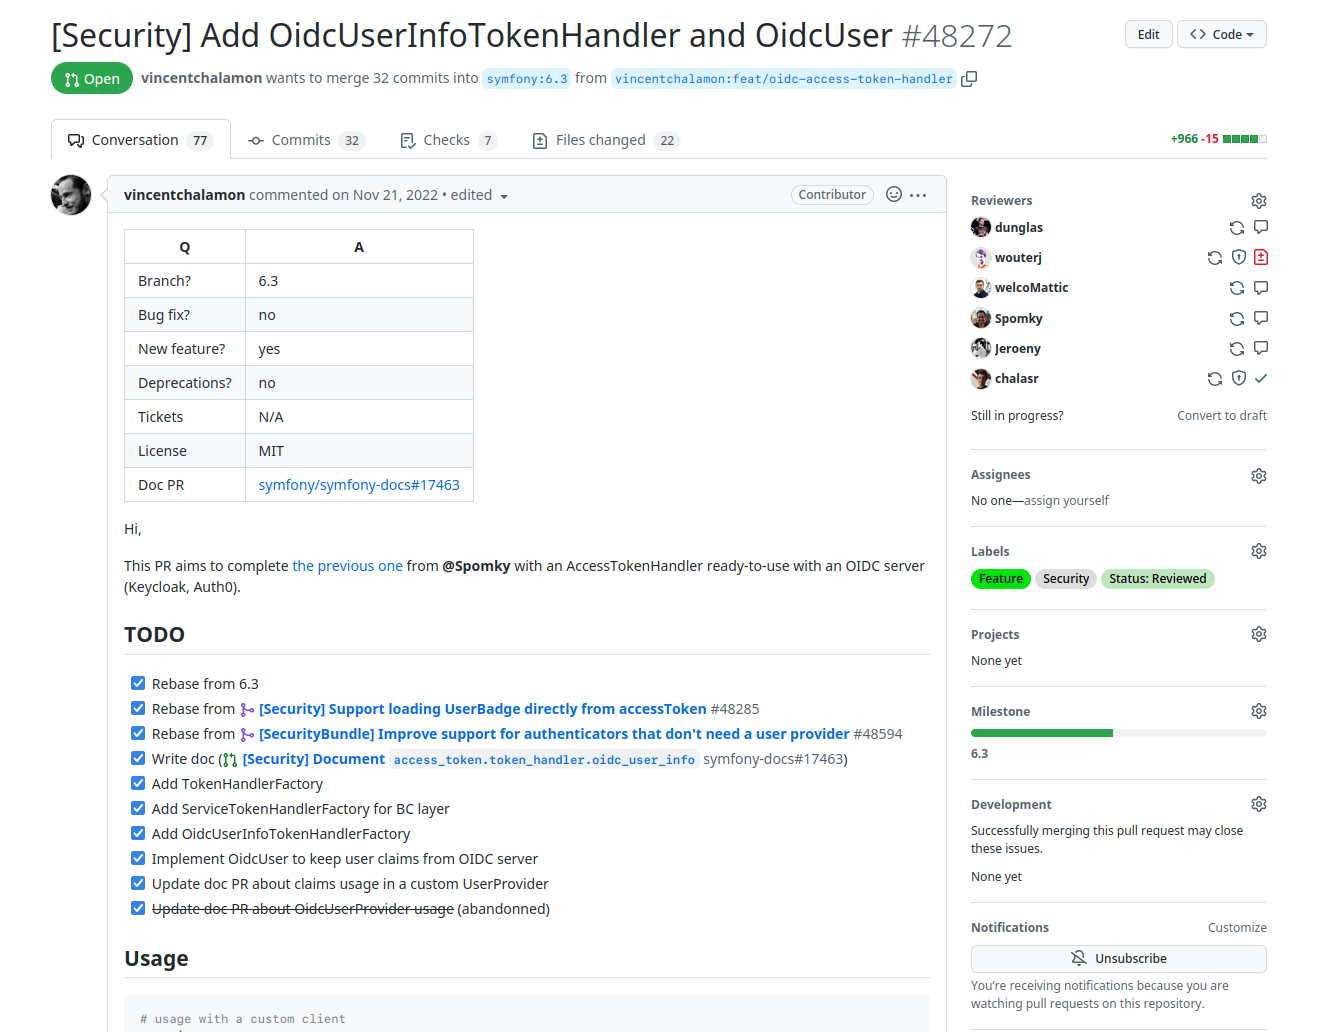 [Security] Add OidcUserInfoTokenHandler and OidcUser #48272
Edit
Code
Open
vincentchalamon wants to merge 32 commits into symfony:6.3 from vincentchalamon:feat/oidc-access-token-handler
Conversation 77
Commits 32
Checks 7
Files changed 22
+966 -15
vincentchalamon commented on Nov 21, 2022 • edited
Contributor
Q A
Branch? 6.3
Bug fix? no
New feature? yes
Deprecations? no
Tickets N/A
License MIT
Doc PR symfony/symfony-docs#17463
Hi,
This PR aims to complete the previous one from @Spomky with an AccessTokenHandler ready-to-use with an OIDC server
(Keycloak, Auth0).
TODO
Rebase from 6.3
Rebase from [Security] Support loading UserBadge directly from accessToken #48285
Rebase from [SecurityBundle] Improve support for authenticators that don't need a user provider #48594
Write doc ( [Security] Document access_token.token_handler.oidc_user_info symfony-docs#17463)
Add TokenHandlerFactory
Add ServiceTokenHandlerFactory for BC layer
Add OidcUserInfoTokenHandlerFactory
Implement OidcUser to keep user claims from OIDC server
Update doc PR about claims usage in a custom UserProvider
Update doc PR about OidcUserProvider usage (abandonned)
Usage
# usage with a custom client
Reviewers
dunglas
wouterj
welcoMattic
Spomky
Jeroeny
chalasr
Still in progress? Convert to draft
Assignees
No one—assign yourself
Labels
Feature Security Status: Reviewed
Projects
None yet
Milestone
6.3
Development
Successfully merging this pull request may close
these issues.
None yet
Notifications Customize
Unsubscribe
You're receiving notifications because you are
watching pull requests on this repository.